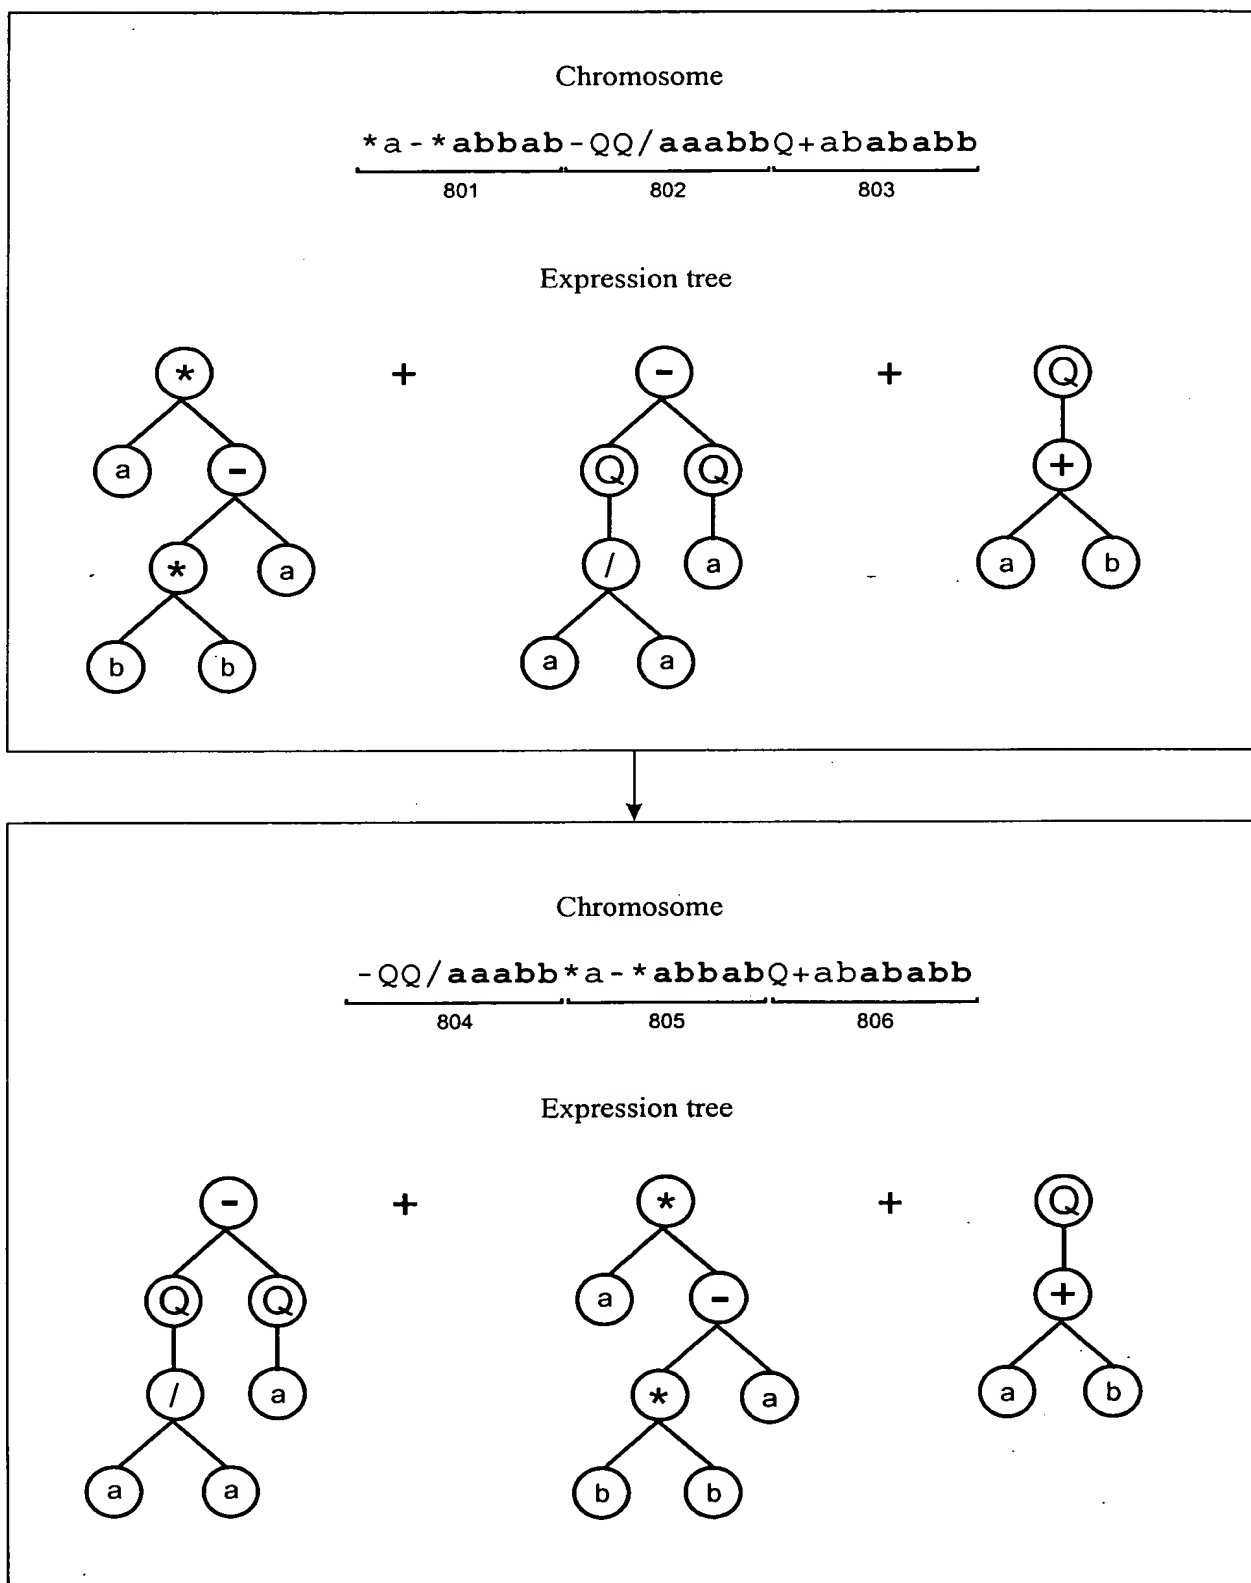 Chromosome
*a-*abbab-QQ/aaabbQ+abababb
801 802 803
Expression tree
* + - + Q
a - Q Q +
* a / a a b
b b a a
Chromosome
-QQ/aaabb*a-*abbabQ+abababb
804 805 806
Expression tree
- + * + Q
Q Q a - +
/ a * a a b
a a b b